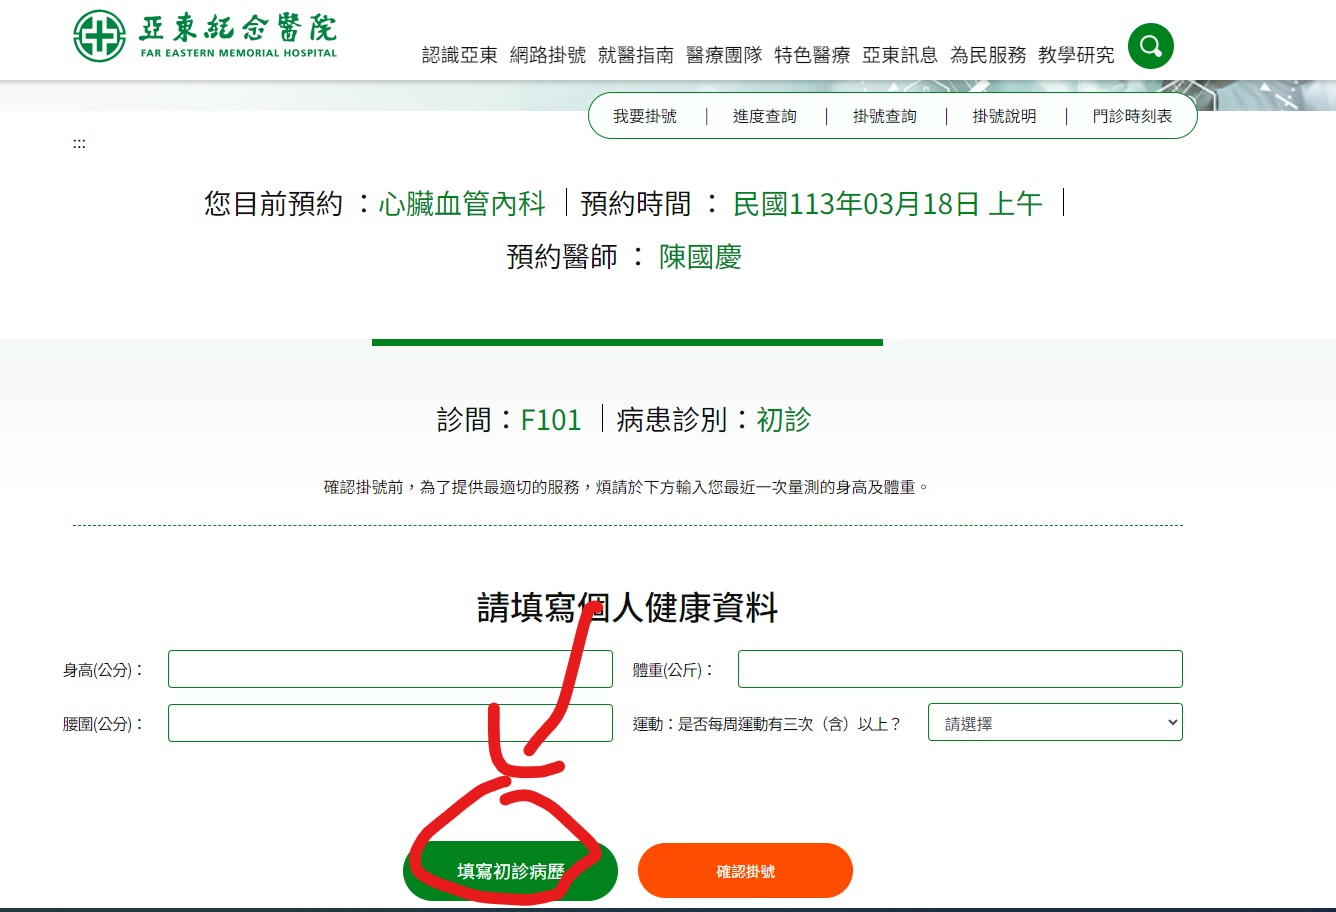 亞東紀念醫院
FAR EASTERN MEMORIAL HOSPITAL
認識亞東 網路掛號 就醫指南 醫療團隊 特色醫療 亞東訊息 為民服務 教學研究
我要掛號 | 進度查詢 | 掛號查詢 | 掛號說明 | 門診時刻表
:::
您目前預約 : 心臟血管內科 | 預約時間 : 民國113年03月18日 上午 |
預約醫師 : 陳國慶
診間:F101 | 病患診別:初診
確認掛號前,為了提供最適切的服務,煩請於下方輸入您最近一次量測的身高及體重。
請填寫個人健康資料
身高(公分): 體重(公斤):
腰圍(公分): 運動:是否每周運動有三次(含)以上? 請選擇
填寫初診病歷 確認掛號